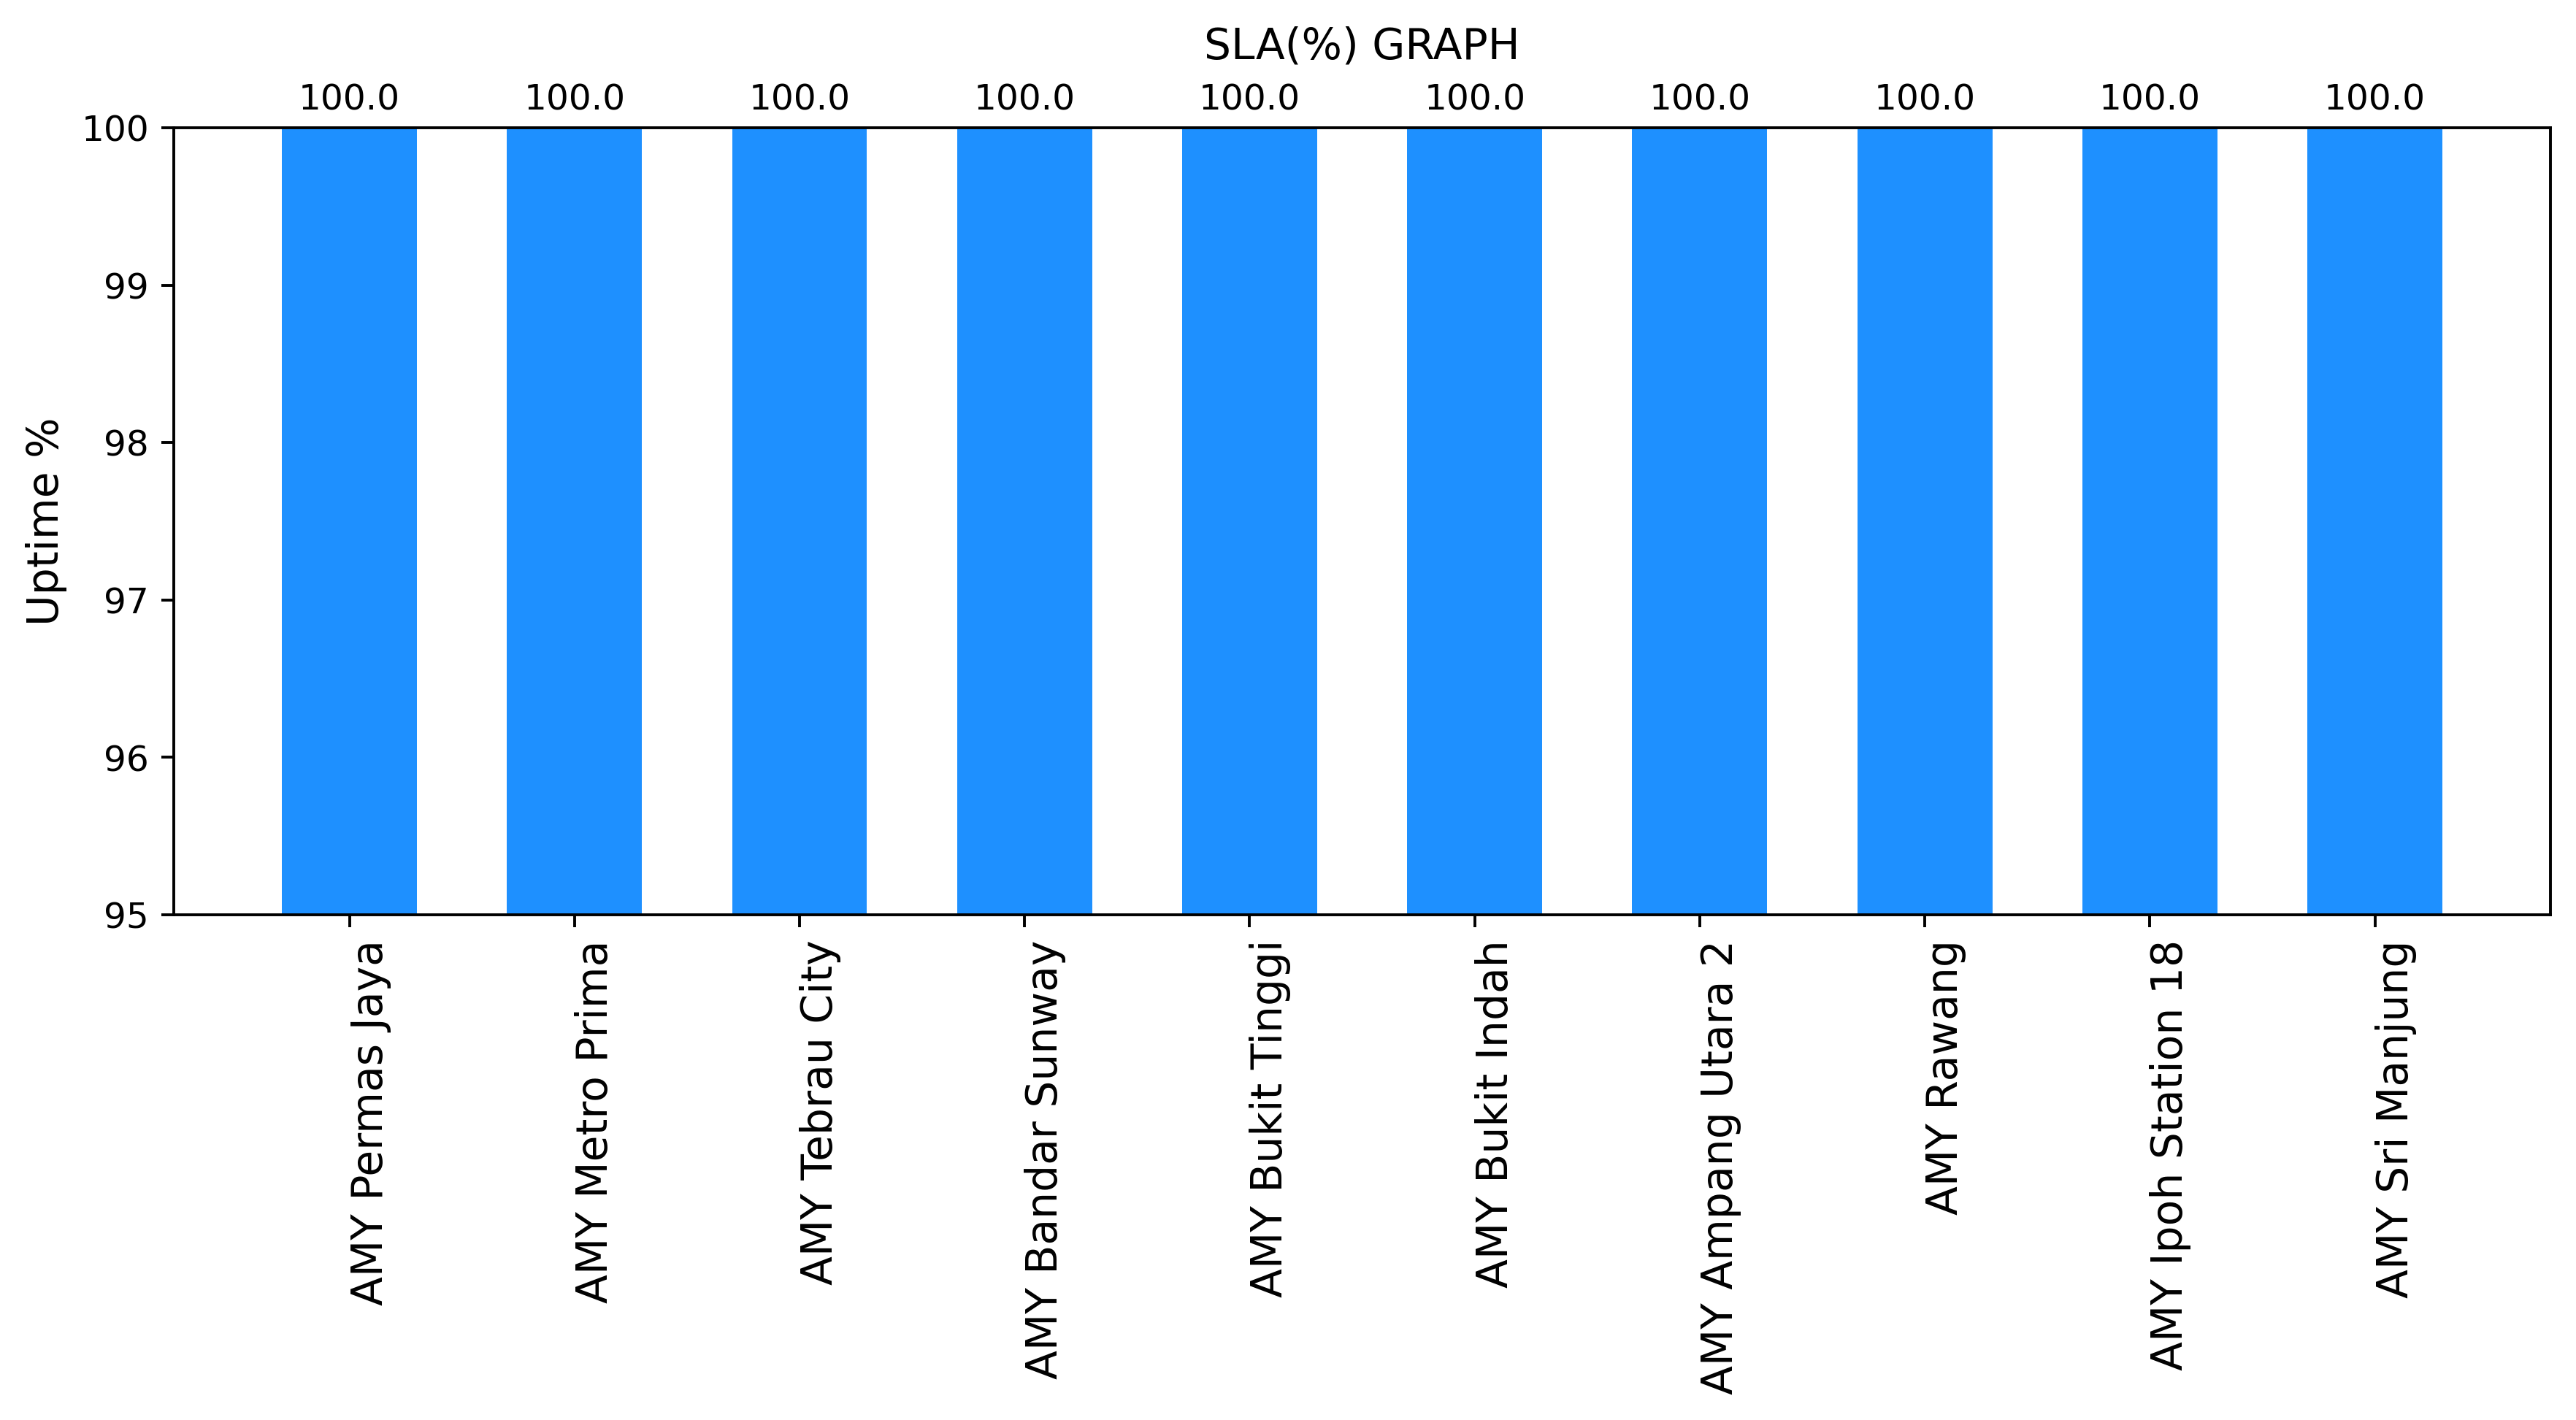 SLA(%) GRAPH
100.0 100.0 100.0 100.0 100.0 100.0 100.0 100.0 100.0 100.0
100
99
98
97
96
95
Uptime %
AMY Permas Jaya
AMY Metro Prima
AMY Tebrau City
AMY Bandar Sunway
AMY Bukit Tinggi
AMY Bukit Indah
AMY Ampang Utara 2
AMY Rawang
AMY Ipoh Station 18
AMY Sri Manjung